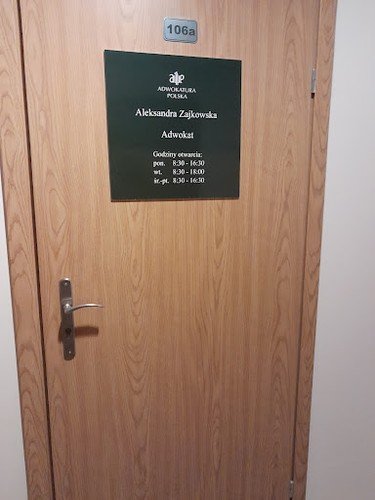 106a
ADWOKATURA
POLSKA
Aleksandra Zajkowska
Adwokat
Godziny otwarcia:
pon. 8:30 - 16:30
wt. 8:30 - 18:00
śr.-pt. 8:30 - 16:30